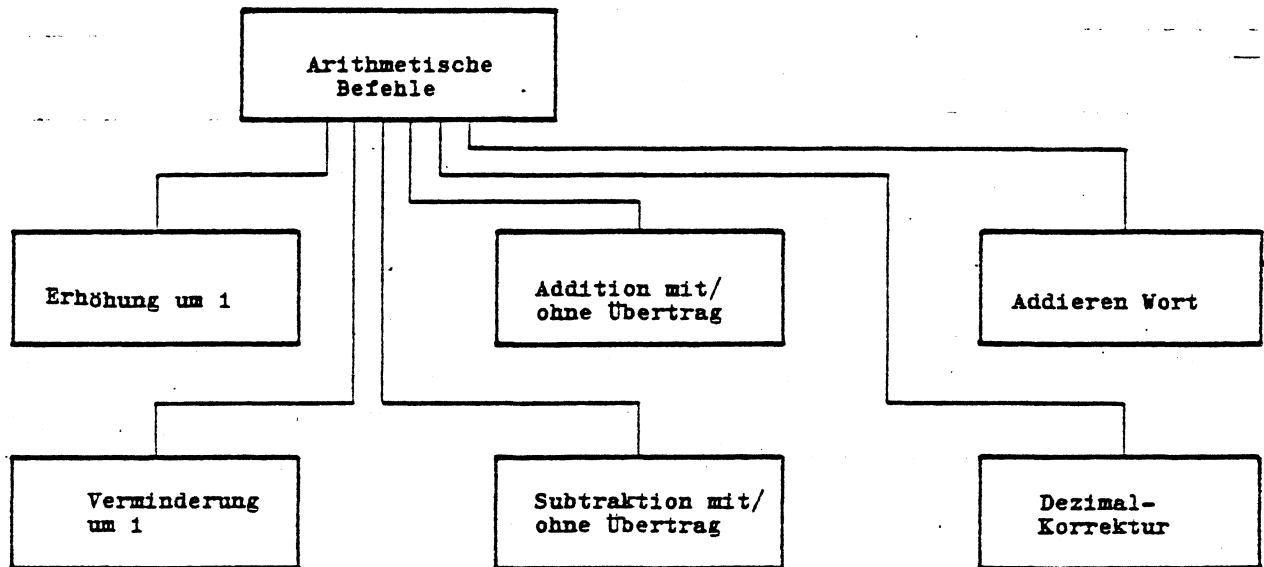 Arithmetische
Befehle
Erhöhung um 1
Addition mit/
ohne Übertrag
Addieren Wort
Verminderung
um 1
Subtraktion mit/
ohne Übertrag
Dezimal-
Korrektur